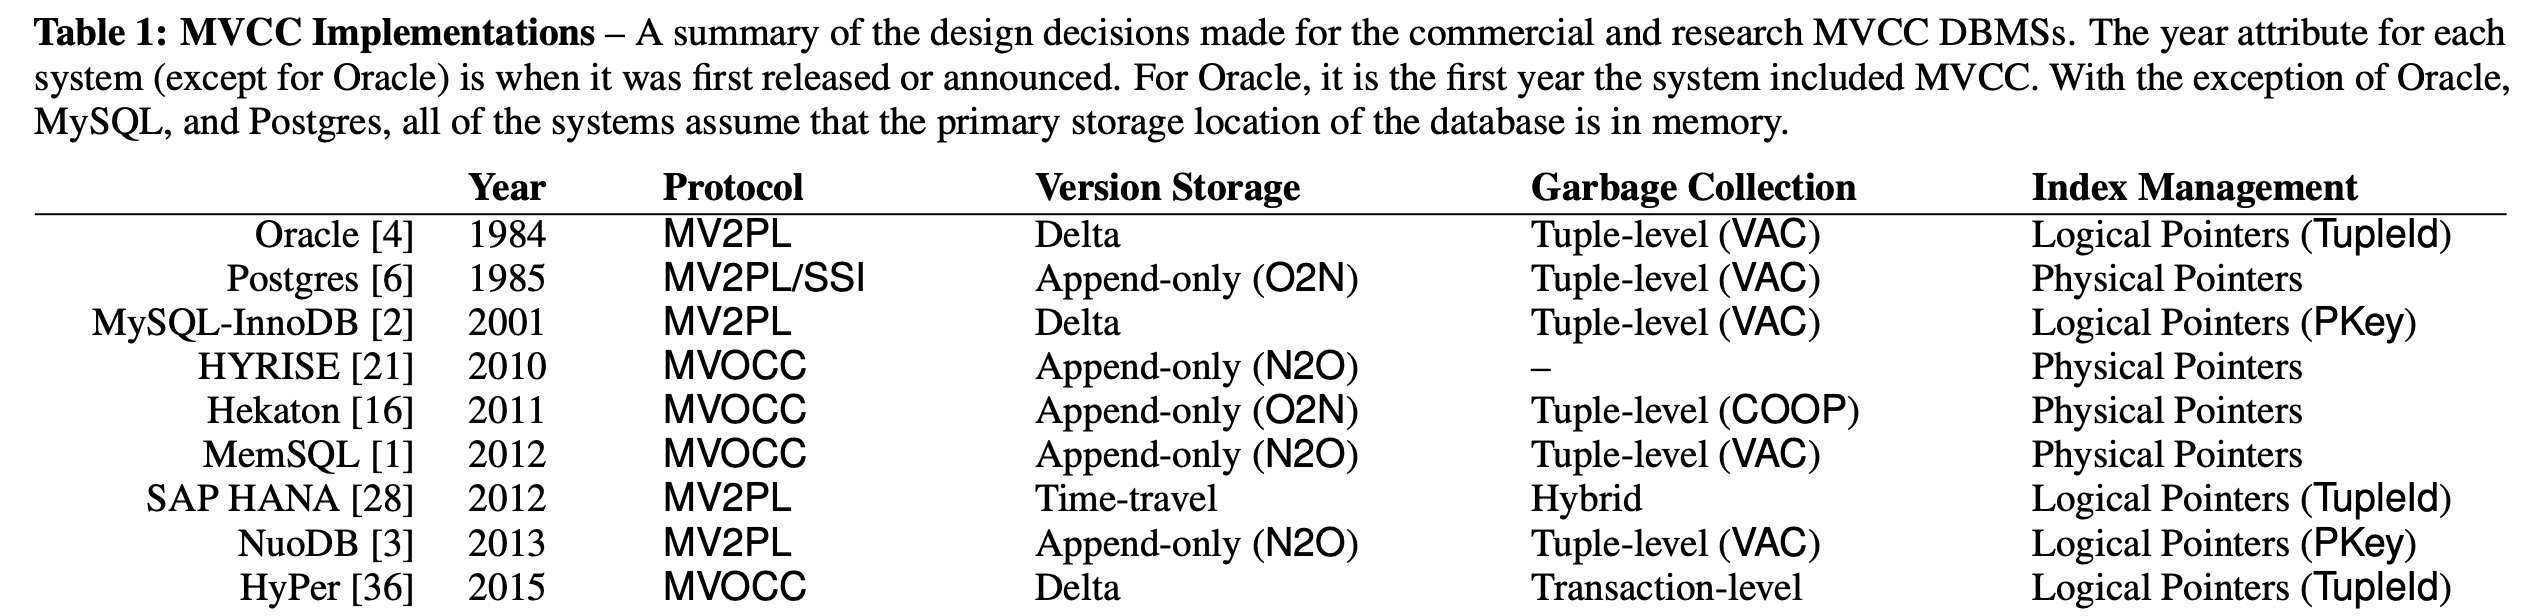 Table 1: MVCC Implementations – A summary of the design decisions made for the commercial and research MVCC DBMSs. The year attribute for each
system (except for Oracle) is when it was first released or announced. For Oracle, it is the first year the system included MVCC. With the exception of Oracle,
MySQL, and Postgres, all of the systems assume that the primary storage location of the database is in memory.
Year Protocol Version Storage Garbage Collection Index Management
Oracle [4] 1984 MV2PL Delta Tuple-level (VAC) Logical Pointers (TupleId)
Postgres [6] 1985 MV2PL/SSI Append-only (O2N) Tuple-level (VAC) Physical Pointers
MySQL-InnoDB [2] 2001 MV2PL Delta Tuple-level (VAC) Logical Pointers (PKey)
HYRISE [21] 2010 MVOCC Append-only (N2O) – Physical Pointers
Hekaton [16] 2011 MVOCC Append-only (O2N) Tuple-level (COOP) Physical Pointers
MemSQL [1] 2012 MVOCC Append-only (N2O) Tuple-level (VAC) Physical Pointers
SAP HANA [28] 2012 MV2PL Time-travel Hybrid Logical Pointers (TupleId)
NuoDB [3] 2013 MV2PL Append-only (N2O) Tuple-level (VAC) Logical Pointers (PKey)
HyPer [36] 2015 MVOCC Delta Transaction-level Logical Pointers (TupleId)